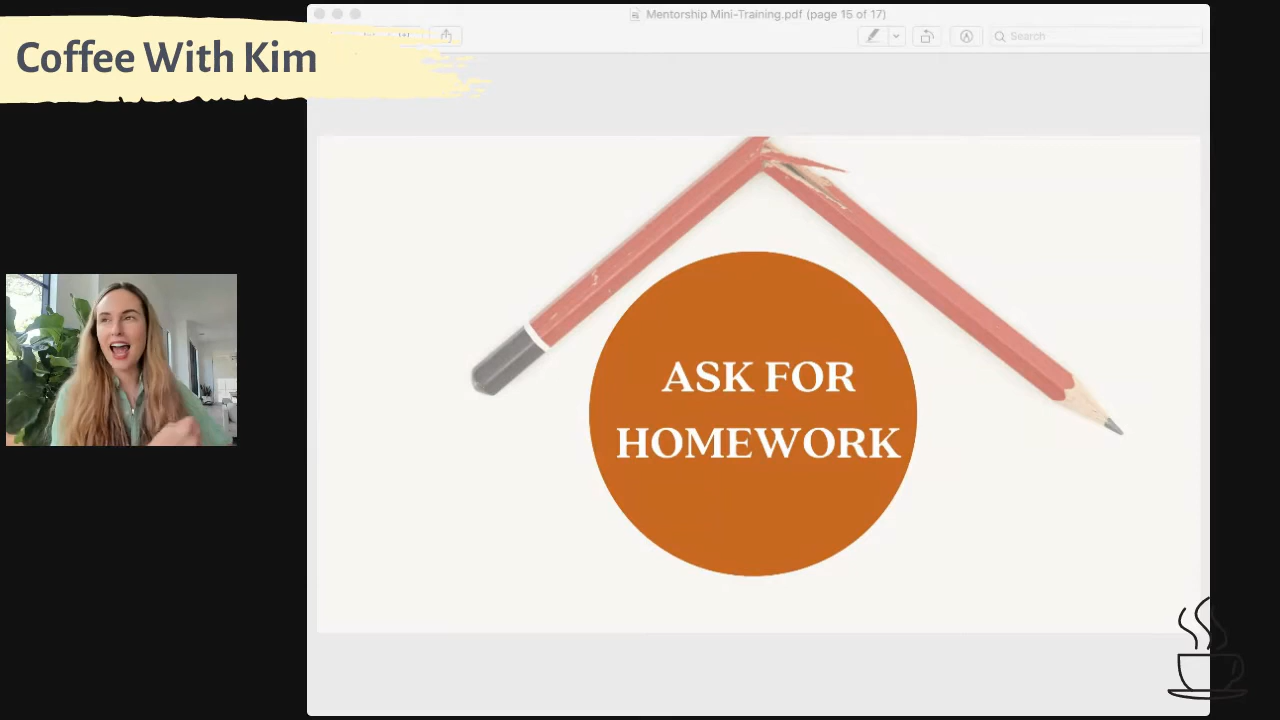 Coffee With Kim
Mentorship Mini-Training.pdf (page 15 of 17)
Search
ASK FOR
HOMEWORK